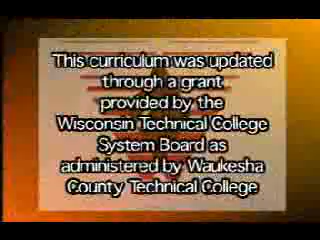 This curriculum was updated
through a grant
provided by the
Wisconsin Technical College
System Board as
administered by Waukesha
County Technical College